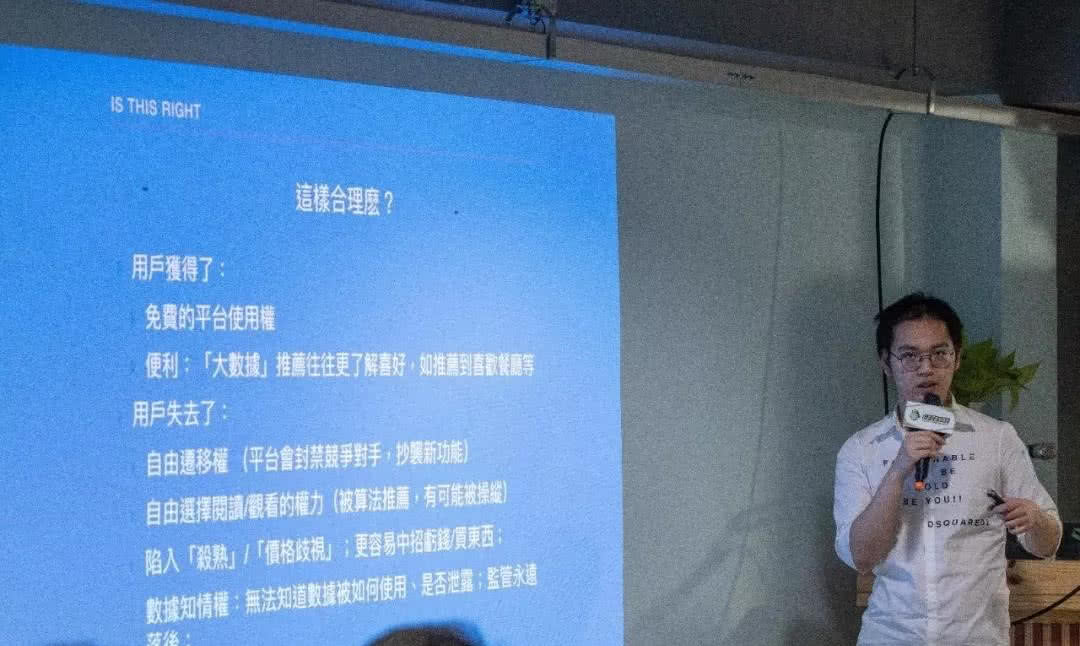 IS THIS RIGHT
這樣合理麼？
用戶獲得了：
免費的平台使用權
便利：「大數據」推薦往往更了解喜好，如推薦到喜歡餐廳等
用戶失去了：
自由遷移權（平台會封禁競爭對手，抄襲新功能）
自由選擇閱讀/觀看的權力（被算法推薦，有可能被操縱）
陷入「殺熟」/「價格歧視」；更容易中招虧錢/買東西；
數據知情權：無法知道數據被如何使用、是否泄露；監管永遠
落後；
BE
BE YOU!!
DSQUARED2